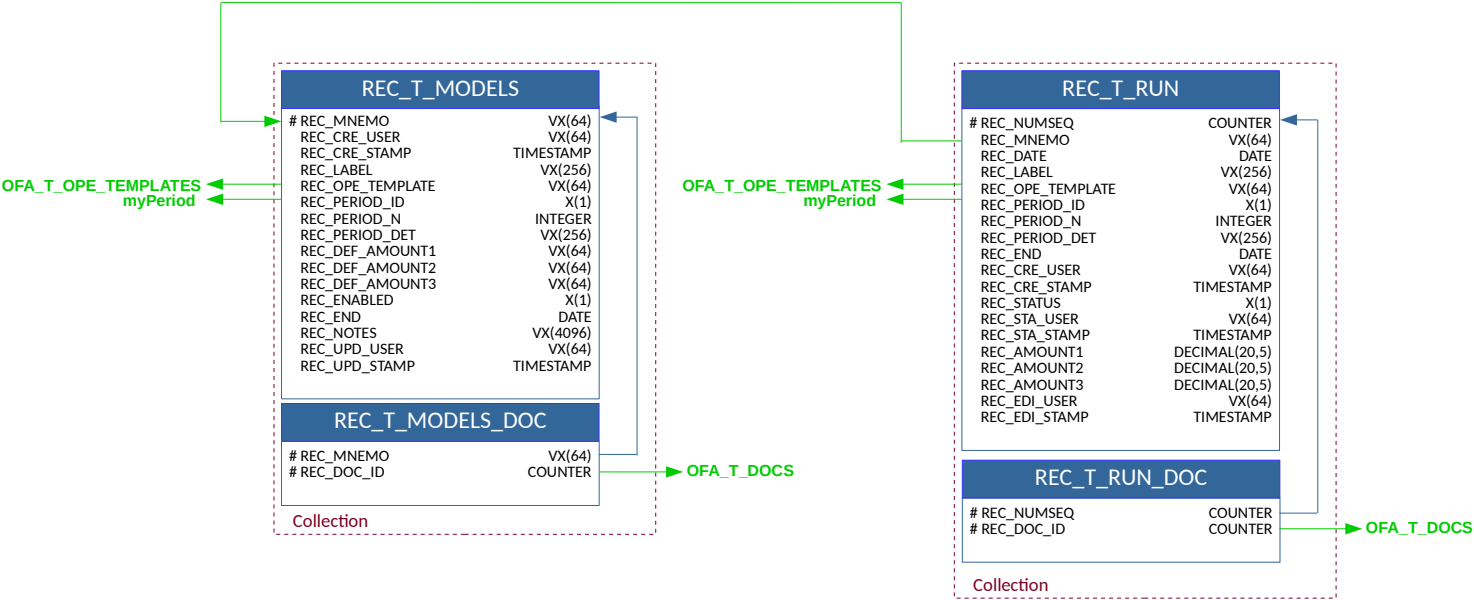 REC_T_MODELS
# REC_MNEMO VX(64)
REC_CRE_USER VX(64)
REC_CRE_STAMP TIMESTAMP
REC_LABEL VX(256)
REC_OPE_TEMPLATE VX(64)
REC_PERIOD_ID X(1)
REC_PERIOD_N INTEGER
REC_PERIOD_DET VX(256)
REC_DEF_AMOUNT1 VX(64)
REC_DEF_AMOUNT2 VX(64)
REC_DEF_AMOUNT3 VX(64)
REC_ENABLED X(1)
REC_END DATE
REC_NOTES VX(4096)
REC_UPD_USER VX(64)
REC_UPD_STAMP TIMESTAMP
OFA_T_OPE_TEMPLATES
myPeriod
REC_T_MODELS_DOC
# REC_MNEMO VX(64)
# REC_DOC_ID COUNTER
OFA_T_DOCS
Collection
REC_T_RUN
# REC_NUMSEQ COUNTER
REC_MNEMO VX(64)
REC_DATE DATE
REC_LABEL VX(256)
REC_OPE_TEMPLATE VX(64)
REC_PERIOD_ID X(1)
REC_PERIOD_N INTEGER
REC_PERIOD_DET VX(256)
REC_END DATE
REC_CRE_USER VX(64)
REC_CRE_STAMP TIMESTAMP
REC_STATUS X(1)
REC_STA_USER VX(64)
REC_STA_STAMP TIMESTAMP
REC_AMOUNT1 DECIMAL(20,5)
REC_AMOUNT2 DECIMAL(20,5)
REC_AMOUNT3 DECIMAL(20,5)
REC_EDI_USER VX(64)
REC_EDI_STAMP TIMESTAMP
OFA_T_OPE_TEMPLATES
myPeriod
REC_T_RUN_DOC
# REC_NUMSEQ COUNTER
# REC_DOC_ID COUNTER
OFA_T_DOCS
Collection